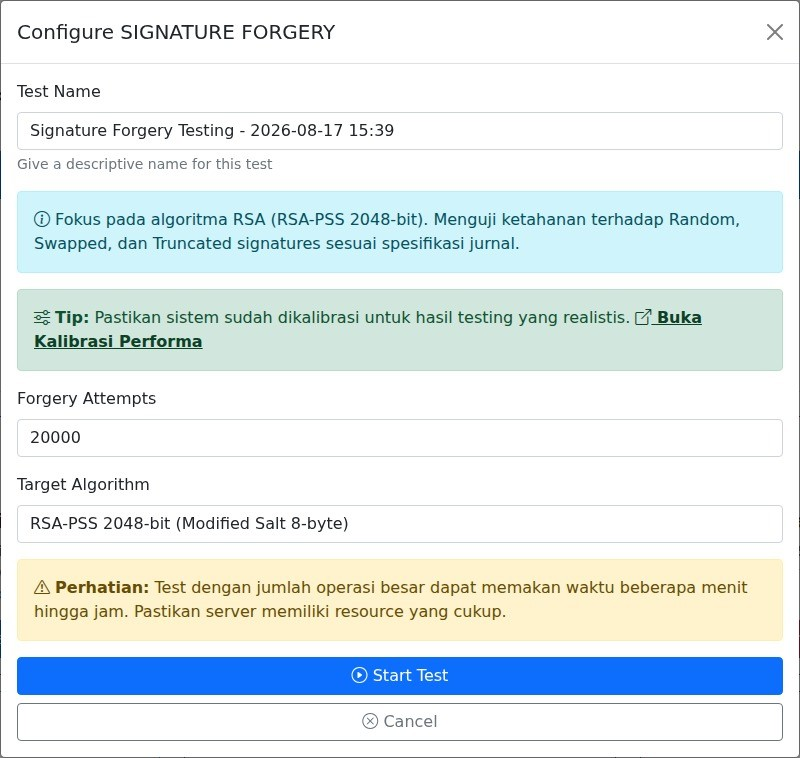 Configure SIGNATURE FORGERY
Test Name
Signature Forgery Testing - 2026-08-17 15:39
Give a descriptive name for this test
Fokus pada algoritma RSA (RSA-PSS 2048-bit). Menguji ketahanan terhadap Random,
Swapped, dan Truncated signatures sesuai spesifikasi jurnal.
Tip: Pastikan sistem sudah dikalibrasi untuk hasil testing yang realistis. Buka
Kalibrasi Performa
Forgery Attempts
20000
Target Algorithm
RSA-PSS 2048-bit (Modified Salt 8-byte)
Perhatian: Test dengan jumlah operasi besar dapat memakan waktu beberapa menit
hingga jam. Pastikan server memiliki resource yang cukup.
Start Test
Cancel